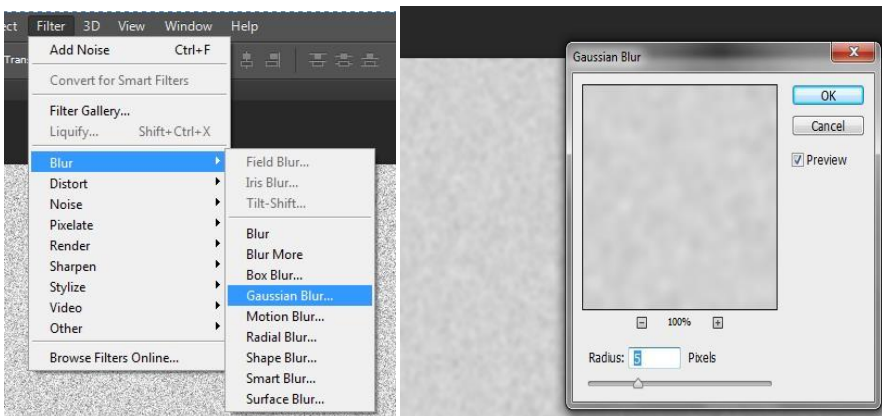 ect Filter 3D View Window Help
Tran
Add Noise Ctrl+F
Convert for Smart Filters
Filter Gallery...
Liquify... Shift+Ctrl+X
Blur
Distort
Noise
Pixelate
Render
Sharpen
Stylize
Video
Other
Browse Filters Online...
Field Blur...
Iris Blur...
Tilt-Shift...
Blur
Blur More
Box Blur...
Gaussian Blur...
Motion Blur...
Radial Blur...
Shape Blur...
Smart Blur...
Surface Blur...
Gaussian Blur
OK
Cancel
Preview
100%
Radius: 5 Pixels